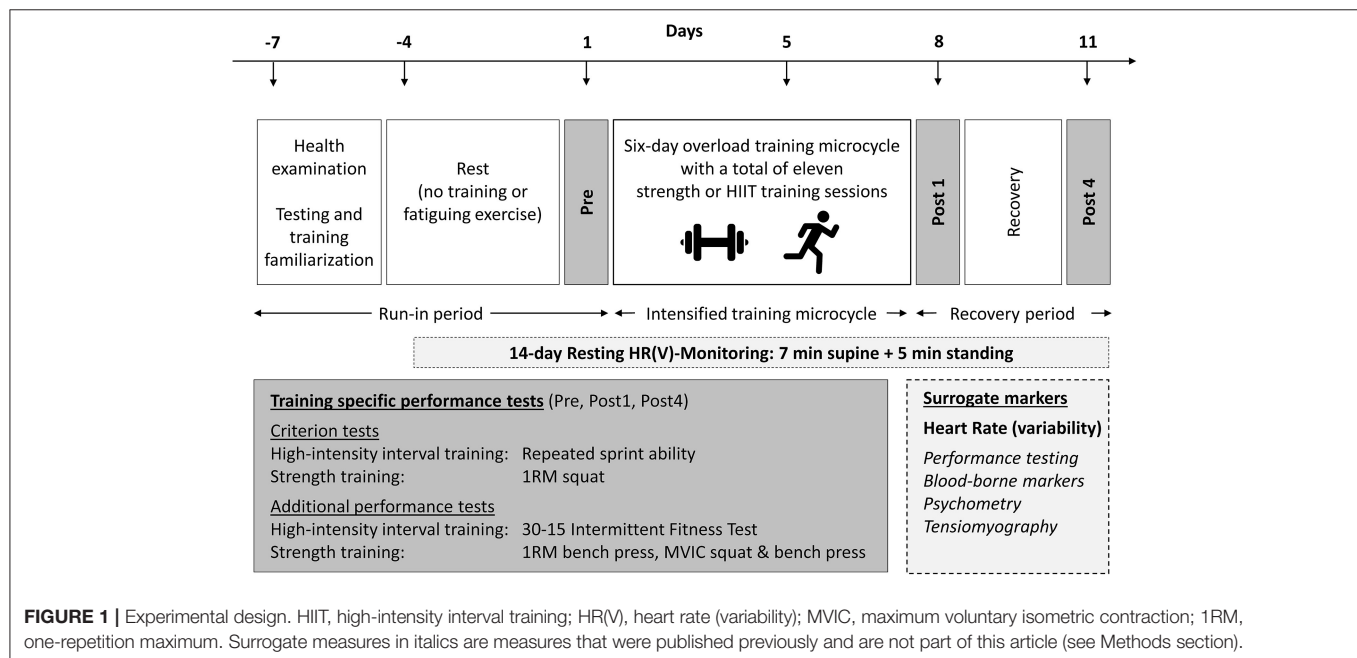 Days
-7 -4 1 5 8 11
Health
examination
Testing and
training
familiarization
Rest
(no training or
fatiguing exercise)
Pre
Six-day overload training microcycle
with a total of eleven
strength or HIIT training sessions
Post 1
Recovery
Post 4
Run-in period
Intensified training microcycle
Recovery period
14-day Resting HR(V)-Monitoring: 7 min supine + 5 min standing
Training specific performance tests (Pre, Post1, Post4)
Criterion tests
High-intensity interval training: Repeated sprint ability
Strength training: 1RM squat
Additional performance tests
High-intensity interval training: 30-15 Intermittent Fitness Test
Strength training: 1RM bench press, MVIC squat & bench press
Surrogate markers
Heart Rate (variability)
Performance testing
Blood-borne markers
Psychometry
Tensiomyography
FIGURE 1 | Experimental design. HIIT, high-intensity interval training; HR(V), heart rate (variability); MVIC, maximum voluntary isometric contraction; 1RM,
one-repetition maximum. Surrogate measures in italics are measures that were published previously and are not part of this article (see Methods section).